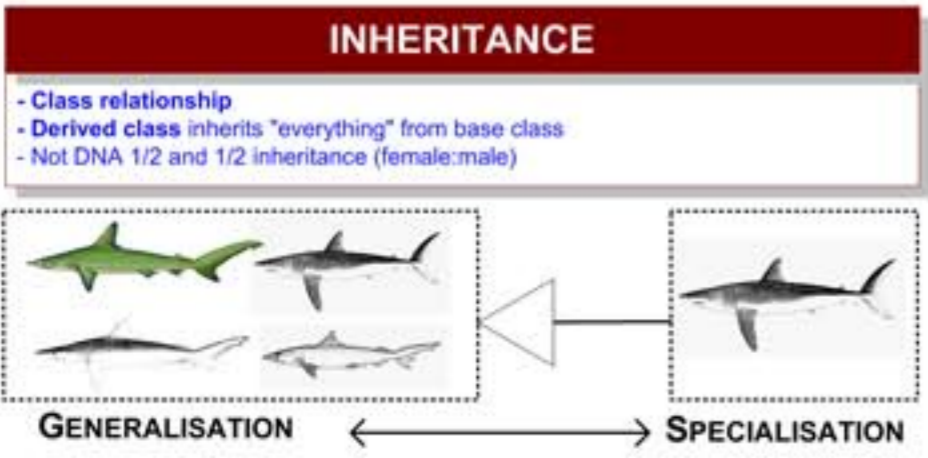 INHERITANCE
- Class relationship
- Derived class inherits "everything" from base class
- Not DNA 1/2 and 1/2 inheritance (female:male)
GENERALISATION
SPECIALISATION